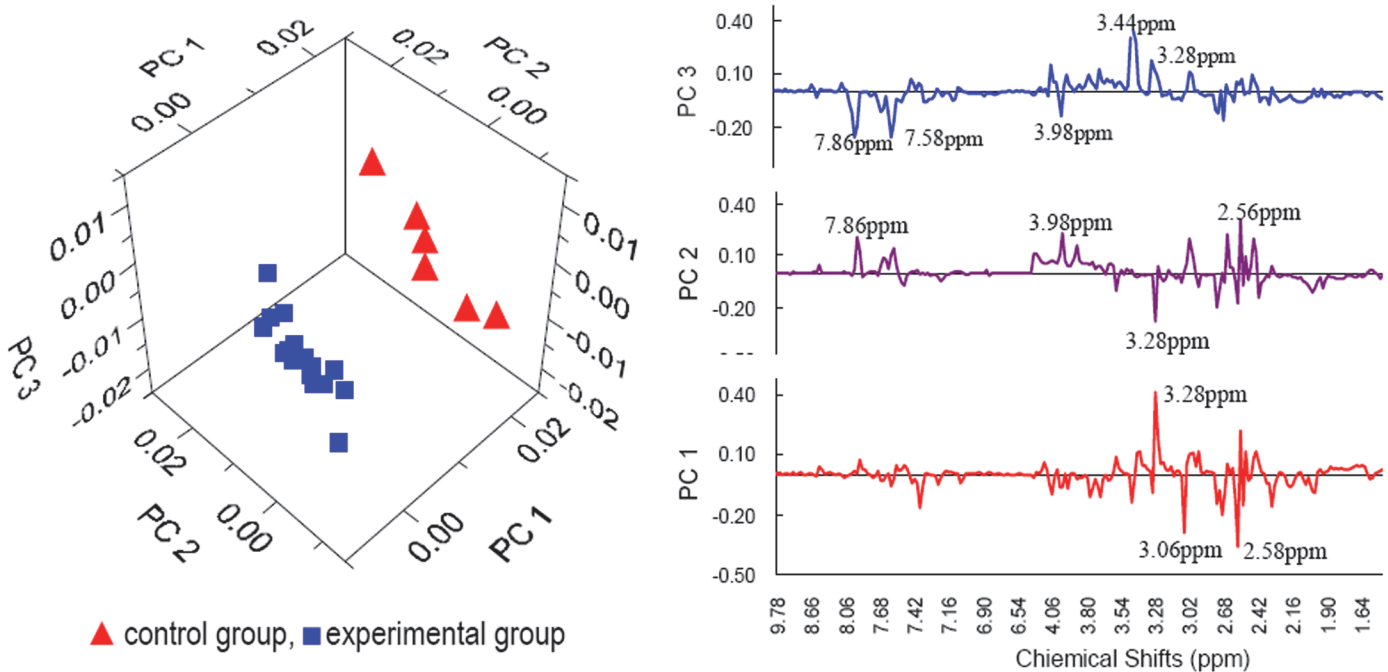 PC 1
0.02
0.00
0.02
PC 2
0.00
0.01
0.00
-0.01
-0.02
PC 3
0.01
0.00
-0.01
-0.02
0.02
0.00
PC 2
0.02
0.00
PC 1
control group, experimental group
0.40
0.10
-0.20
PC 3
3.44ppm
3.28ppm
7.86ppm
7.58ppm
3.98ppm
0.40
0.10
-0.20
PC 2
7.86ppm
3.98ppm
2.56ppm
3.28ppm
0.40
0.10
-0.20
-0.50
PC 1
3.28ppm
3.06ppm
2.58ppm
9.78 8.66 8.06 7.68 7.42 7.16 6.90 6.54 4.06 3.80 3.54 3.28 3.02 2.68 2.42 2.16 1.90 1.64
Chiemical Shifts (ppm)